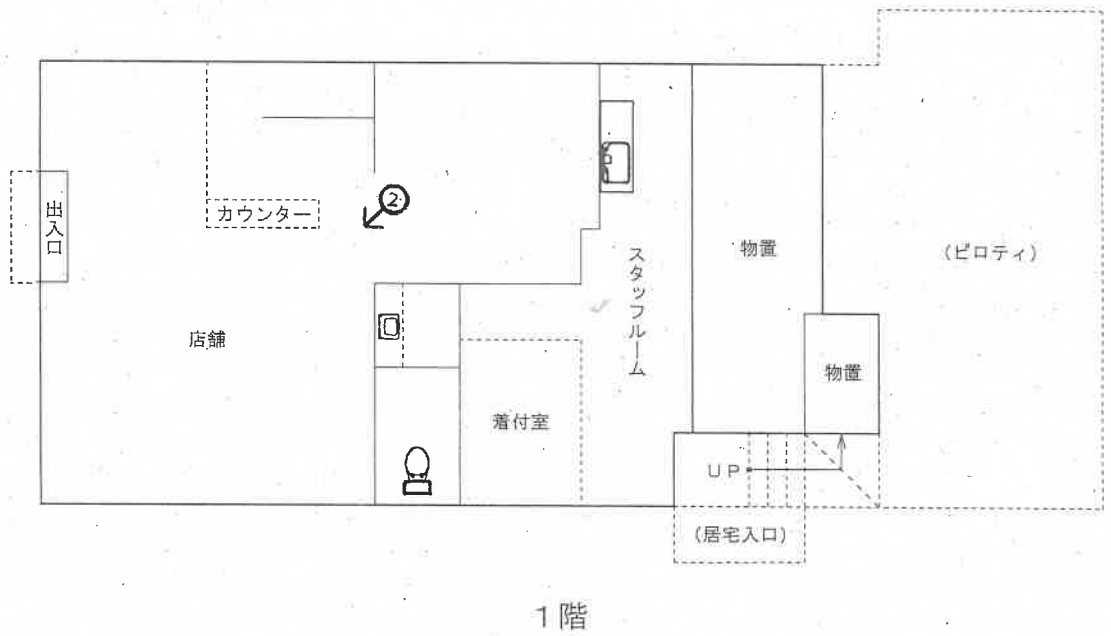 出入口
カウンター
②
店舗
着付室
スタッフルーム
物置
物置
(ピロティ)
UP
(居宅入口)
1階